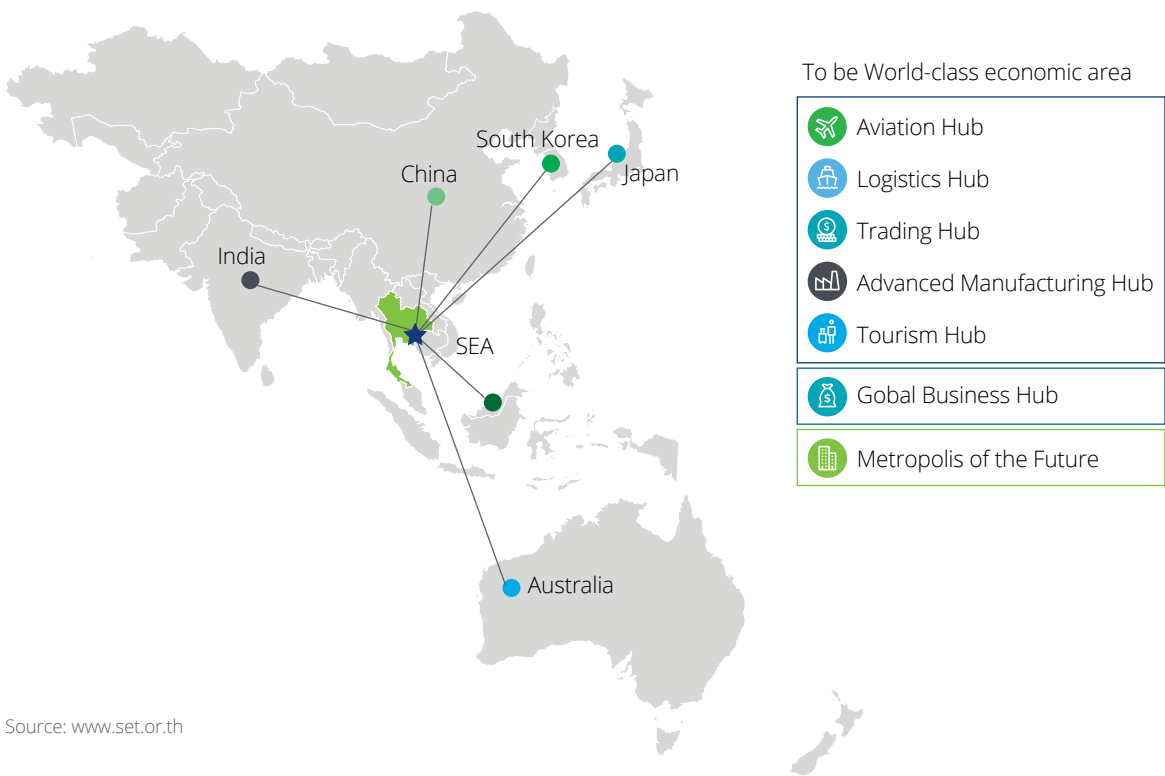 To be World-class economic area
Aviation Hub
Logistics Hub
Trading Hub
Advanced Manufacturing Hub
Tourism Hub
Gobal Business Hub
Metropolis of the Future
South Korea
Japan
China
India
SEA
Australia
Source: www.set.or.th